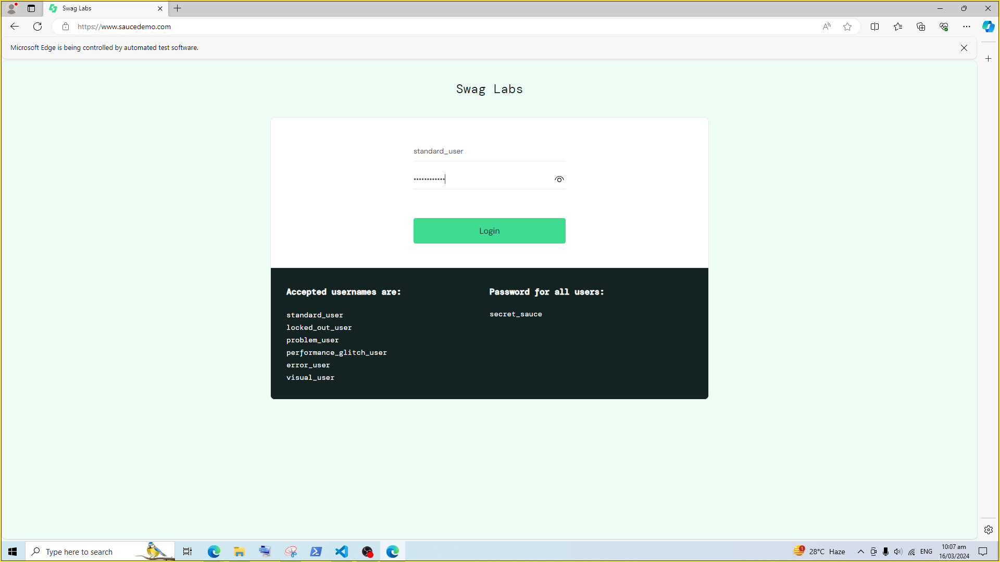 Swag Labs
https://www.saucedemo.com
Microsoft Edge is being controlled by automated test software.
Swag Labs
standard_user
••••••••••••
Login
Accepted usernames are:
standard_user
locked_out_user
problem_user
performance_glitch_user
error_user
visual_user
Password for all users:
secret_sauce
Type here to search
1
28°C Haze
ENG
10:07 am
16/03/2024